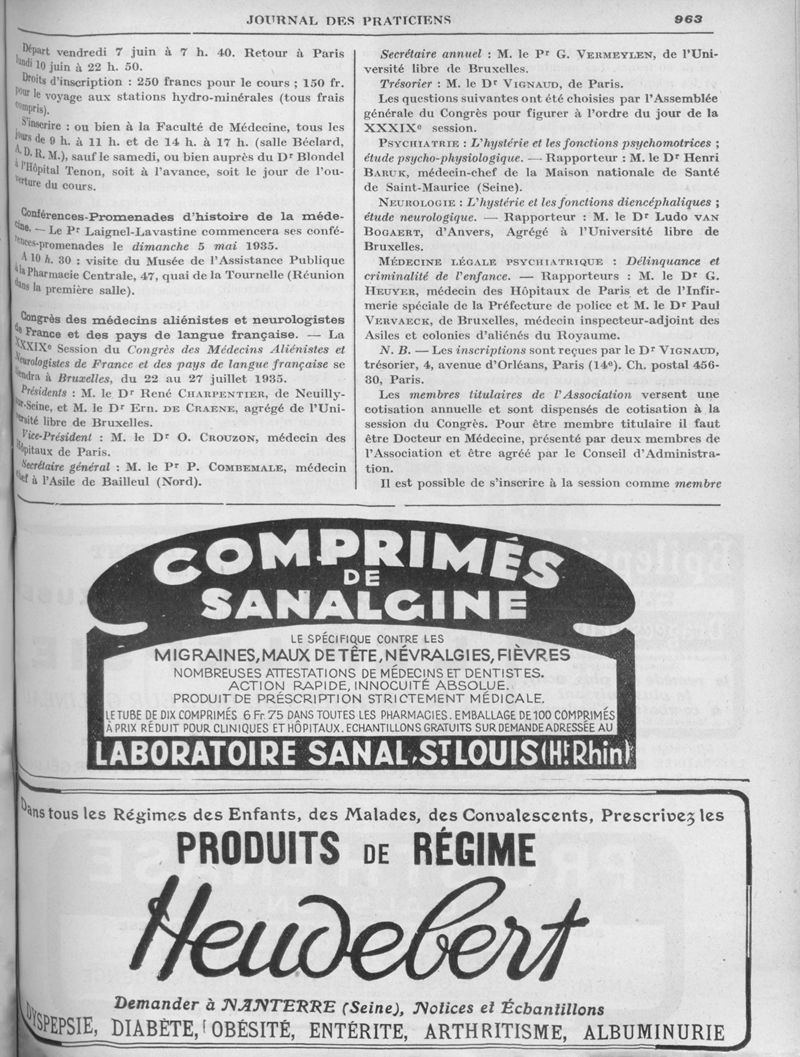 JOURNAL DES PRATICIENS 963
Départ vendredi 7 juin à 7 h. 40. Retour à Paris
lundi 10 juin à 22 h. 50.
Droits d'inscription : 250 francs pour le cours ; 150 fr.
pour le voyage aux stations hydro-minérales (tous frais
compris).
S'inscrire : ou bien à la Faculté de Médecine, tous les
jours de 9 h. à 11 h. et de 14 h. à 17 h. (salle Béclard,
A. D. R. M.), sauf le samedi, ou bien auprès du Dr Blondel
à l'Hôpital Tenon, soit à l'avance, soit le jour de l'ou-
verture du cours.
Conférences-Promenades d'histoire de la méde-
cine. — Le Pr Laignel-Lavastine commencera ses confé-
rences-promenades le dimanche 5 mai 1935.
A 10 h. 30 : visite du Musée de l'Assistance Publique
à la Pharmacie Centrale, 47, quai de la Tournelle (Réunion
dans la première salle).
Congrès des médecins aliénistes et neurologistes
de France et des pays de langue française. — La
XXXIXe Session du Congrès des Médecins Aliénistes et
Neurologistes de France et des pays de langue française se
tiendra à Bruxelles, du 22 au 27 juillet 1935.
Présidents : M. le Dr René CHARPENTIER, de Neuilly-
sur-Seine, et M. le Dr Ern. DE CRAENE, agrégé de l'Uni-
versité libre de Bruxelles.
Vice-Président : M. le Dr O. CROUZON, médecin des
Hôpitaux de Paris.
Secrétaire général : M. le Pr P. COMBEMALE, médecin
chef à l'Asile de Bailleul (Nord).
Secrétaire annuel : M. le Pr G. VERMEYLEN, de l'Uni-
versité libre de Bruxelles.
Trésorier : M. le Dr VIGNAUD, de Paris.
Les questions suivantes ont été choisies par l'Assemblée
générale du Congrès pour figurer à l'ordre du jour de la
XXXIXe session.
PSYCHIATRIE : L'hystérie et les fonctions psychomotrices ;
étude psycho-physiologique. — Rapporteur : M. le Dr Henri
BARUK, médecin-chef de la Maison nationale de Santé
de Saint-Maurice (Seine).
NEUROLOGIE : L'hystérie et les fonctions diencéphaliques ;
étude neurologique. — Rapporteur : M. le Dr Ludo VAN
BOGAERT, d'Anvers, Agrégé à l'Université libre de
Bruxelles.
MÉDECINE LÉGALE PSYCHIATRIQUE : Délinquance et
criminalité de l'enfance. — Rapporteurs : M. le Dr G.
HEUYER, médecin des Hôpitaux de Paris et de l'Infir-
merie spéciale de la Préfecture de police et M. le Dr Paul
VERVAECK, de Bruxelles, médecin inspecteur-adjoint des
Asiles et colonies d'aliénés du Royaume.
N. B. — Les inscriptions sont reçues par le Dr VIGNAUD,
trésorier, 4, avenue d'Orléans, Paris (14e). Ch. postal 456-
30, Paris.
Les membres titulaires de l'Association versent une
cotisation annuelle et sont dispensés de cotisation à la
session du Congrès. Pour être membre titulaire il faut
être Docteur en Médecine, présenté par deux membres de
l'Association et être agréé par le Conseil d'Administra-
tion.
Il est possible de s'inscrire à la session comme membre
COMPRIMÉS
DE
SANALGINE
LE SPÉCIFIQUE CONTRE LES
MIGRAINES, MAUX DE TÊTE, NÉVRALGIES, FIÈVRES
NOMBREUSES ATTESTATIONS DE MÉDECINS ET DENTISTES.
ACTION RAPIDE, INNOCUITÉ ABSOLUE.
PRODUIT DE PRÉSCRIPTION STRICTEMENT MÉDICALE.
LE TUBE DE DIX COMPRIMÉS 6 Fr 75 DANS TOUTES LES PHARMACIES. EMBALLAGE DE 100 COMPRIMÉS
À PRIX RÉDUIT POUR CLINIQUES ET HÔPITAUX. ECHANTILLONS GRATUITS SUR DEMANDE ADRESSÉE AU
LABORATOIRE SANAL, ST. LOUIS (Ht. Rhin)
Dans tous les Régimes des Enfants, des Malades, des Convalescents, Prescrivez les
PRODUITS DE RÉGIME
Heudebert
Demander à NANTERRE (Seine), Notices et Échantillons
DYSPEPSIE, DIABÈTE, OBÉSITÉ, ENTÉRITE, ARTHRITISME, ALBUMINURIE